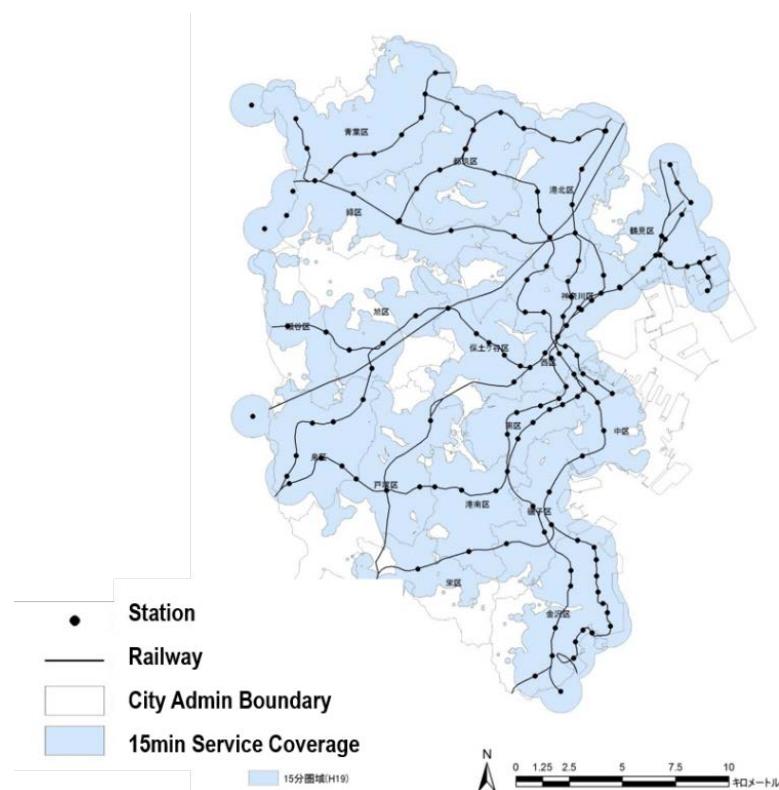 青葉区
都筑区
港北区
緑区
鶴見区
神奈川区
旭区
瀬谷区
保土ケ谷区
西区
中区
南区
泉区
戸塚区
港南区
磯子区
栄区
金沢区
Station
Railway
City Admin Boundary
15min Service Coverage
15分圏域(H19)
N
0 1.25 2.5 5 7.5 10
キロメートル